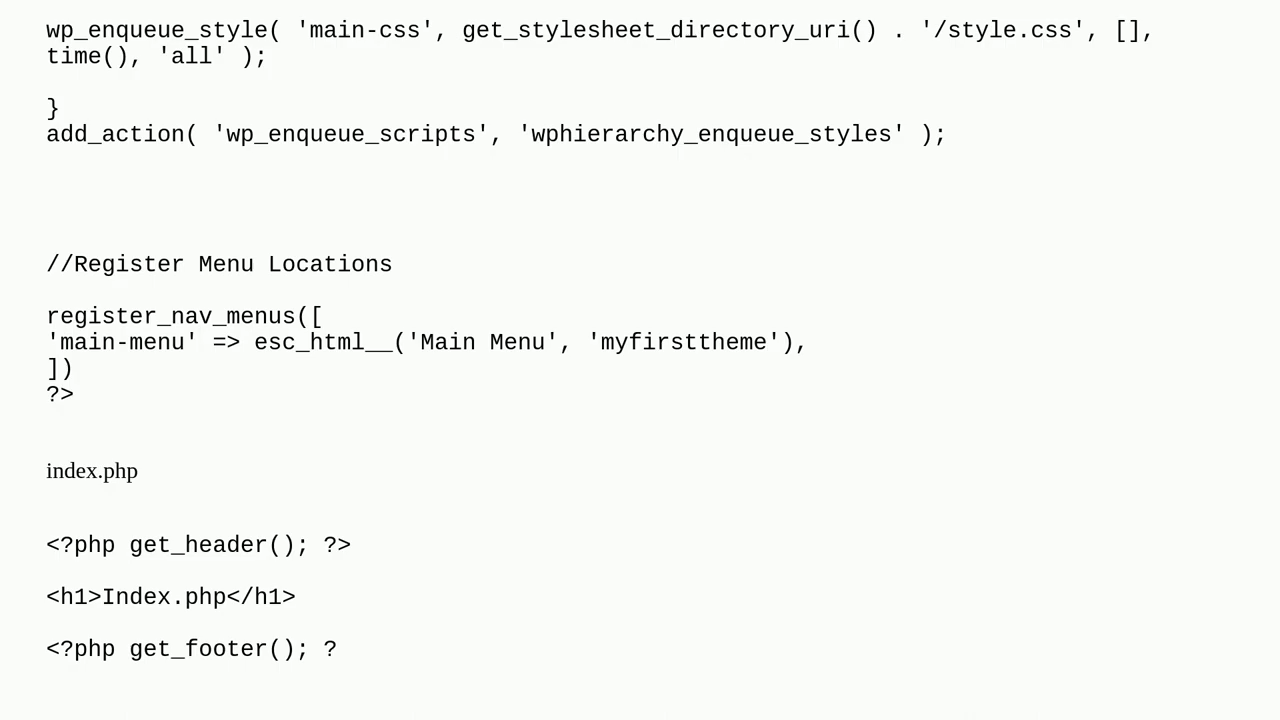 wp_enqueue_style( 'main-css', get_stylesheet_directory_uri() . '/style.css', [],
time(), 'all' );
}
add_action( 'wp_enqueue_scripts', 'wphierarchy_enqueue_styles' );
//Register Menu Locations
register_nav_menus([
'main-menu' => esc_html__('Main Menu', 'myfirsttheme'),
])
?>
index.php
<?php get_header(); ?>
<h1>Index.php</h1>
<?php get_footer(); ?